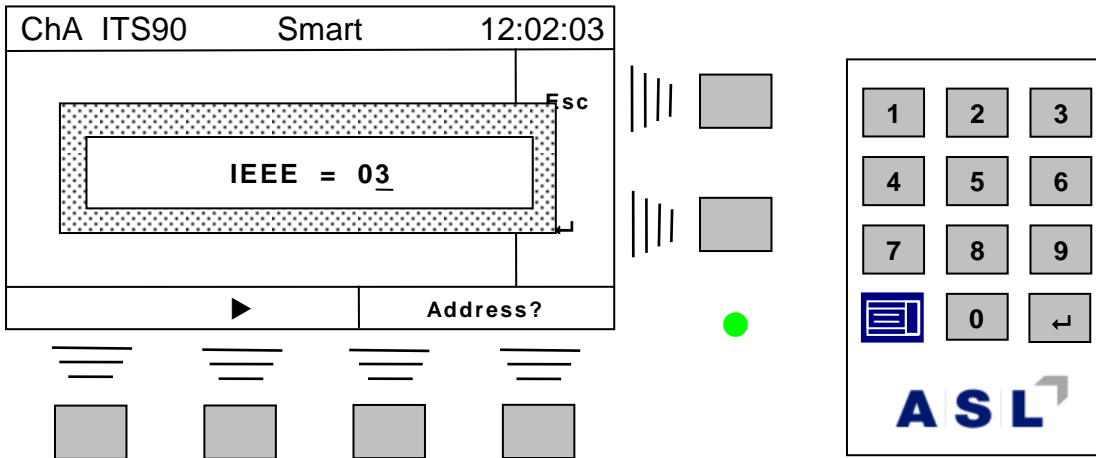 ChA ITS90 Smart 12:02:03
Esc
IEEE = 03
↵
▶ Address?
1 2 3
4 5 6
7 8 9
0 ↵
ASL